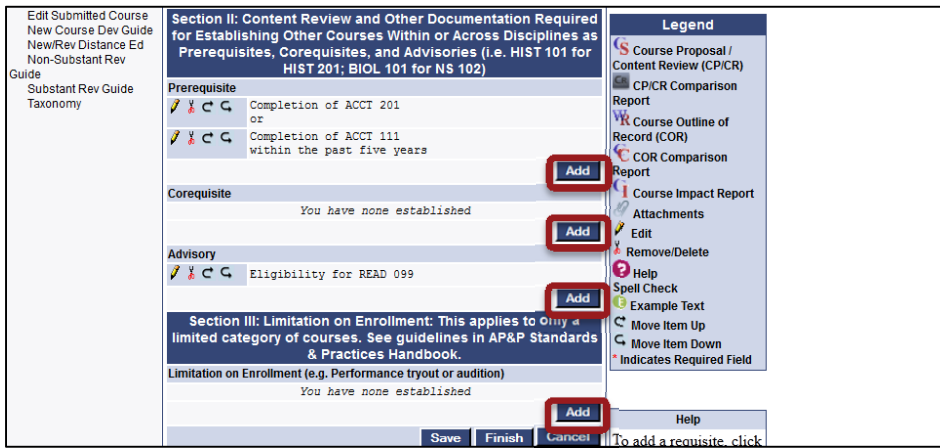 Edit Submitted Course
New Course Dev Guide
New/Rev Distance Ed
Non-Substant Rev
Guide
Substant Rev Guide
Taxonomy
Section II: Content Review and Other Documentation Required
for Establishing Other Courses Within or Across Disciplines as
Prerequisites, Corequisites, and Advisories (i.e. HIST 101 for
HIST 201; BIOL 101 for NS 102)
Prerequisite
Completion of ACCT 201
or
Completion of ACCT 111
within the past five years
Add
Corequisite
You have none established
Add
Advisory
Eligibility for READ 099
Add
Section III: Limitation on Enrollment: This applies to only a
limited category of courses. See guidelines in AP&P Standards
& Practices Handbook.
Limitation on Enrollment (e.g. Performance tryout or audition)
You have none established
Add
Save Finish Cancel
Legend
CS Course Proposal /
Content Review (CP/CR)
CR CP/CR Comparison
Report
WR Course Outline of
Record (COR)
CC COR Comparison
Report
CI Course Impact Report
Attachments
Edit
Remove/Delete
? Help
Spell Check
E Example Text
Move Item Up
Move Item Down
* Indicates Required Field
Help
To add a requisite, click